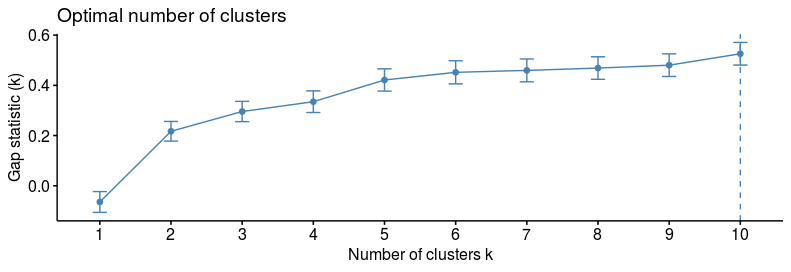 Optimal number of clusters
Gap statistic (k)
0.6
0.4
0.2
0.0
1 2 3 4 5 6 7 8 9 10
Number of clusters k